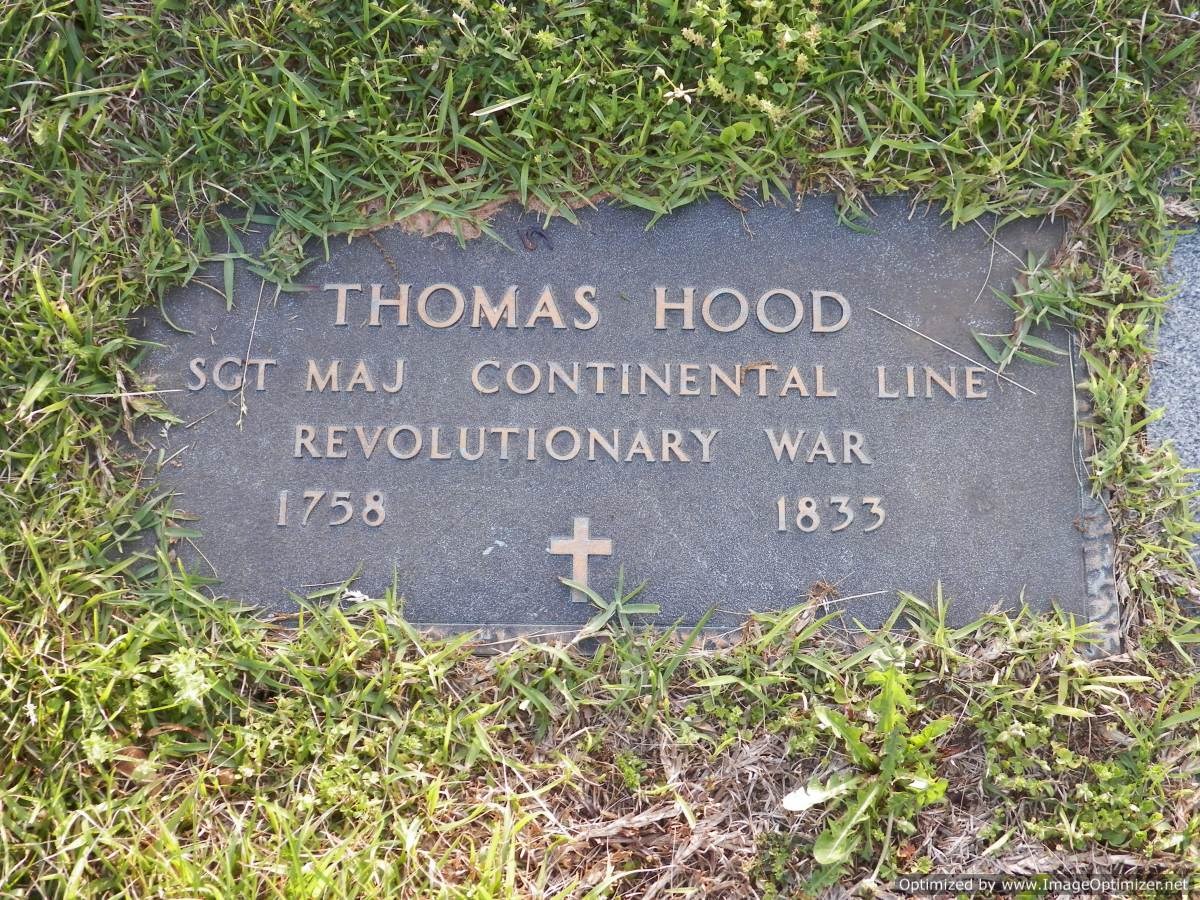 THOMAS HOOD
SGT MAJ CONTINENTAL LINE
REVOLUTIONARY WAR
1758 1833
Optimized by www.ImageOptimizer.net